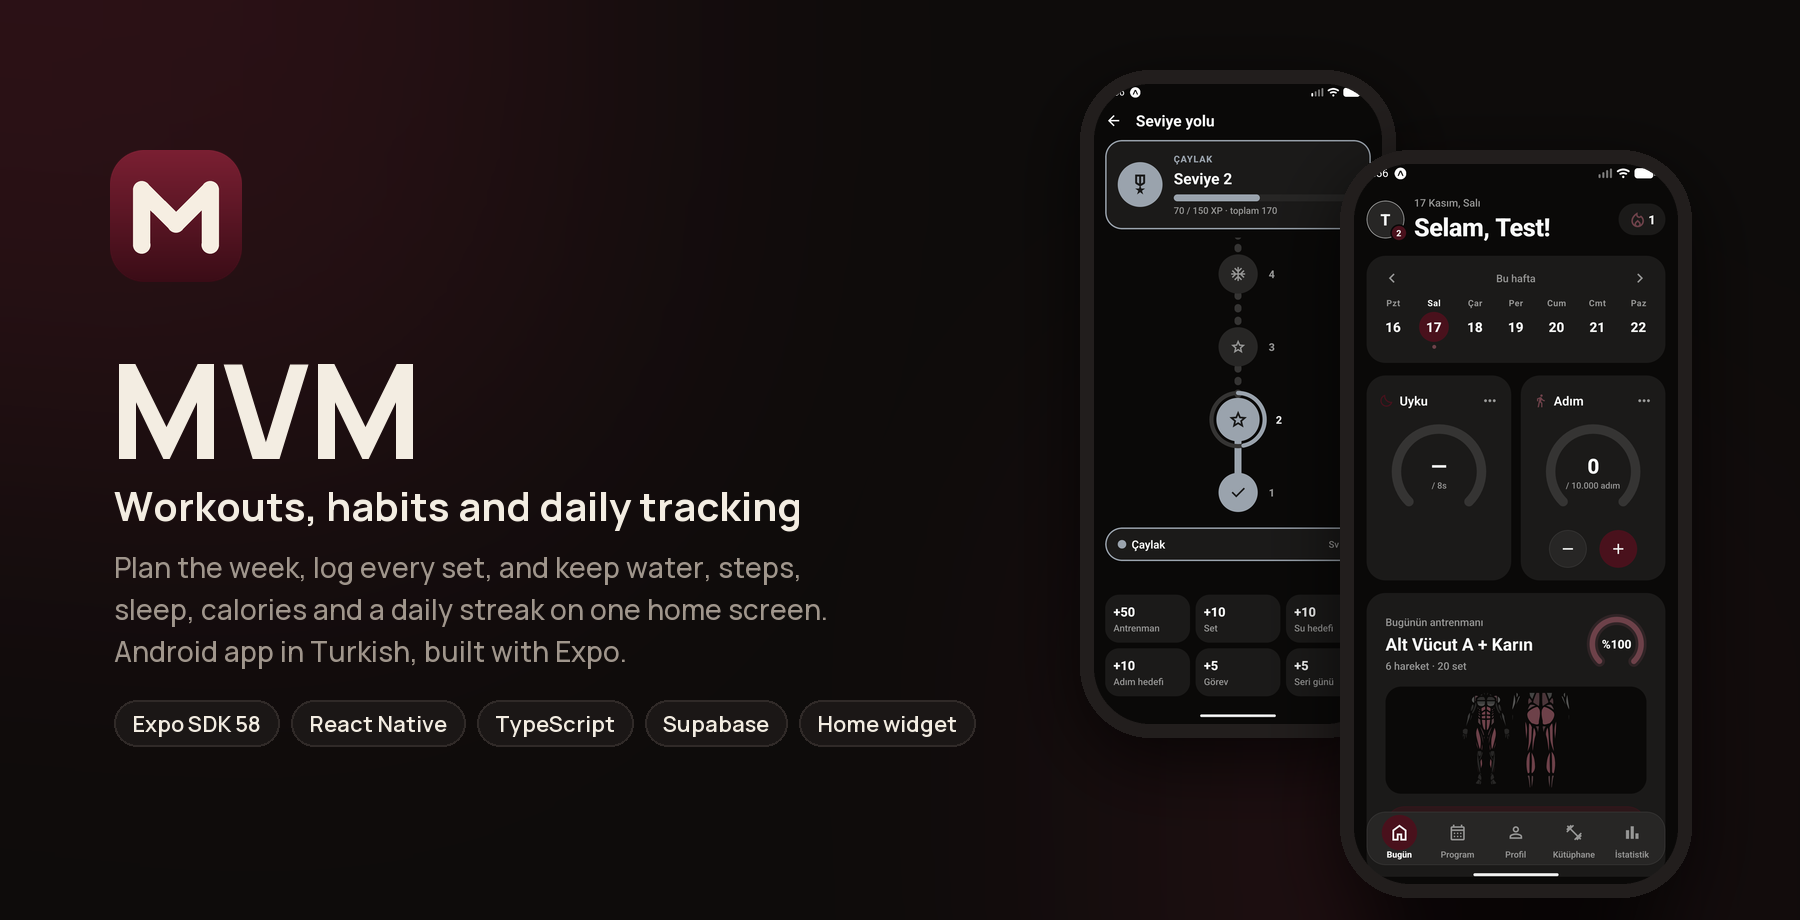 M
MVM
Workouts, habits and daily tracking
Plan the week, log every set, and keep water, steps,
sleep, calories and a daily streak on one home screen.
Android app in Turkish, built with Expo.
Expo SDK 58
React Native
TypeScript
Supabase
Home widget
Seviye yolu
ÇAYLAK
Seviye 2
70 / 150 XP · toplam 170
4
3
2
1
Çaylak
+50
Antrenman
+10
Set
+10
Su hedefi
+10
Adım hedefi
+5
Görev
+5
Seri günü
T
2
17 Kasım, Salı
Selam, Test!
1
Bu hafta
Pzt Sal Çar Per Cum Cmt Paz
16 17 18 19 20 21 22
Uyku
–
/ 8s
Adım
0
/ 10.000 adım
− +
Bugünün antrenmanı
Alt Vücut A + Karın
6 hareket · 20 set
%100
Bugün Program Profil Kütüphane İstatistik